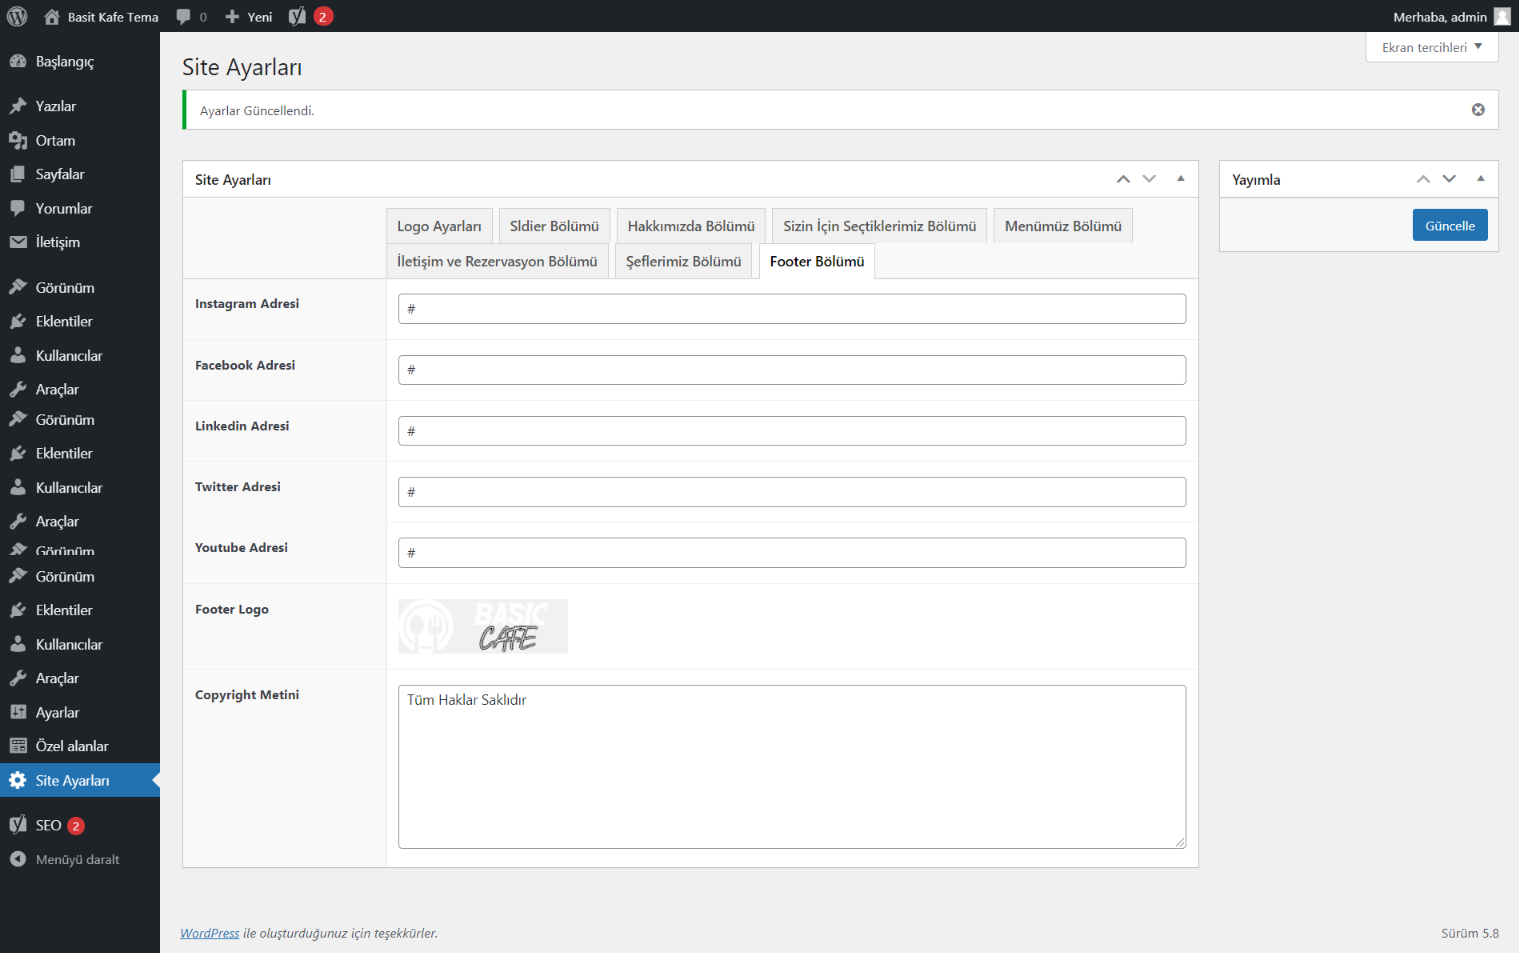 Basit Kafe Tema
0
Yeni
2
Merhaba, admin
Ekran tercihleri
Başlangıç
Yazılar
Ortam
Sayfalar
Yorumlar
İletişim
Görünüm
Eklentiler
Kullanıcılar
Araçlar
Görünüm
Eklentiler
Kullanıcılar
Araçlar
Görünüm
Görünüm
Eklentiler
Kullanıcılar
Araçlar
Ayarlar
Özel alanlar
Site Ayarları
SEO 2
Menüyü daralt
Site Ayarları
Ayarlar Güncellendi.
Site Ayarları
Logo Ayarları
Sldier Bölümü
Hakkımızda Bölümü
Sizin İçin Seçtiklerimiz Bölümü
Menümüz Bölümü
İletişim ve Rezervasyon Bölümü
Şeflerimiz Bölümü
Footer Bölümü
Instagram Adresi
#
Facebook Adresi
#
Linkedin Adresi
#
Twitter Adresi
#
Youtube Adresi
#
Footer Logo
BASIC
CAFE
Copyright Metini
Tüm Haklar Saklıdır
Yayımla
Güncelle
WordPress ile oluşturduğunuz için teşekkürler.
Sürüm 5.8